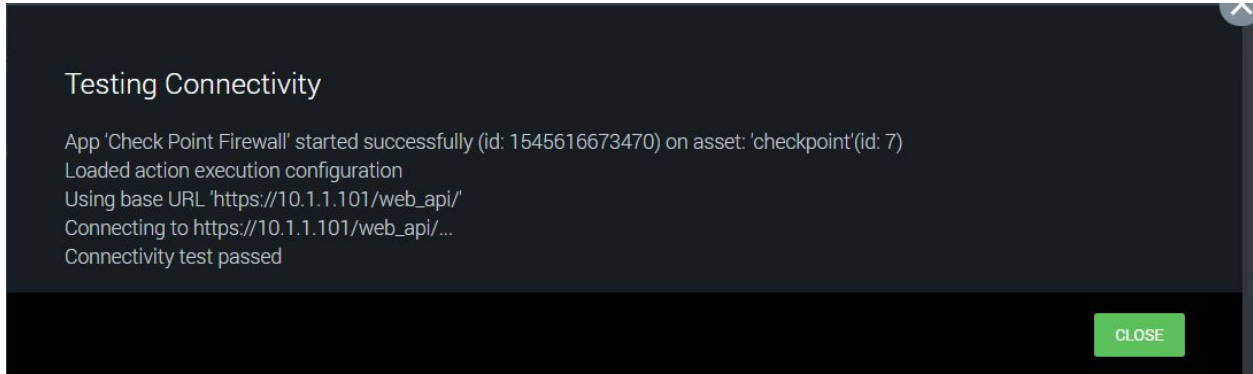 Testing Connectivity
App 'Check Point Firewall' started successfully (id: 1545616673470) on asset: 'checkpoint'(id: 7)
Loaded action execution configuration
Using base URL 'https://10.1.1.101/web_api/'
Connecting to https://10.1.1.101/web_api/...
Connectivity test passed
CLOSE